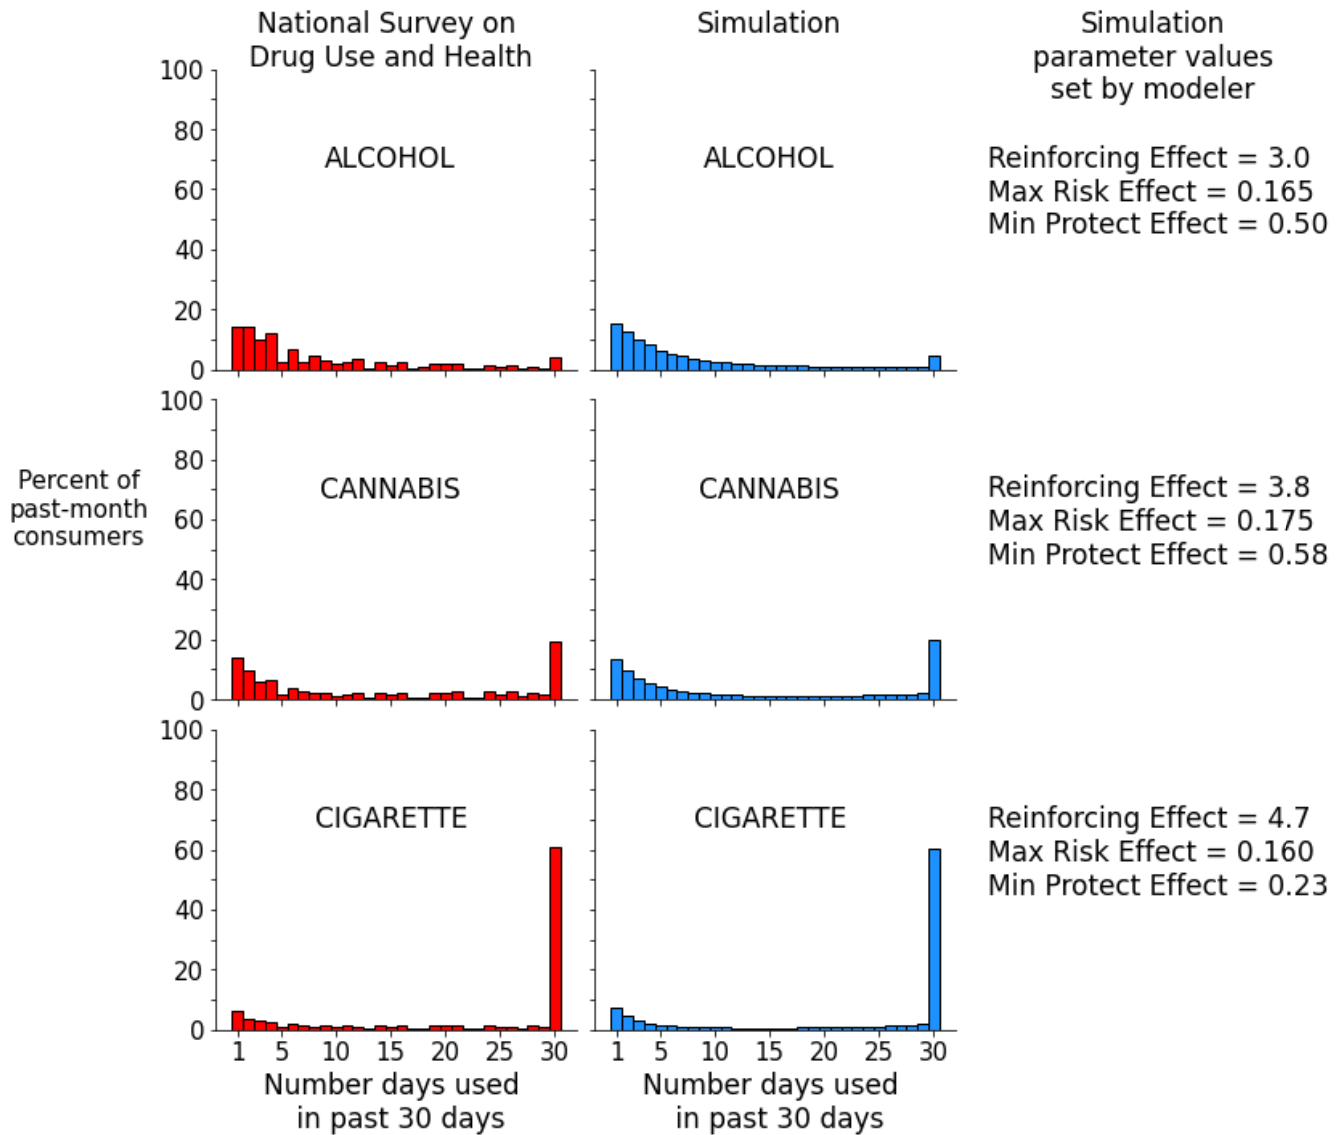 National Survey on
Drug Use and Health
Simulation
Simulation
parameter values
set by modeler
100
80
60
40
20
0
ALCOHOL
ALCOHOL
Reinforcing Effect = 3.0
Max Risk Effect = 0.165
Min Protect Effect = 0.50
Percent of
past-month
consumers
100
80
60
40
20
0
CANNABIS
CANNABIS
Reinforcing Effect = 3.8
Max Risk Effect = 0.175
Min Protect Effect = 0.58
100
80
60
40
20
0
CIGARETTE
CIGARETTE
Reinforcing Effect = 4.7
Max Risk Effect = 0.160
Min Protect Effect = 0.23
1 5 10 15 20 25 30
1 5 10 15 20 25 30
Number days used
in past 30 days
Number days used
in past 30 days